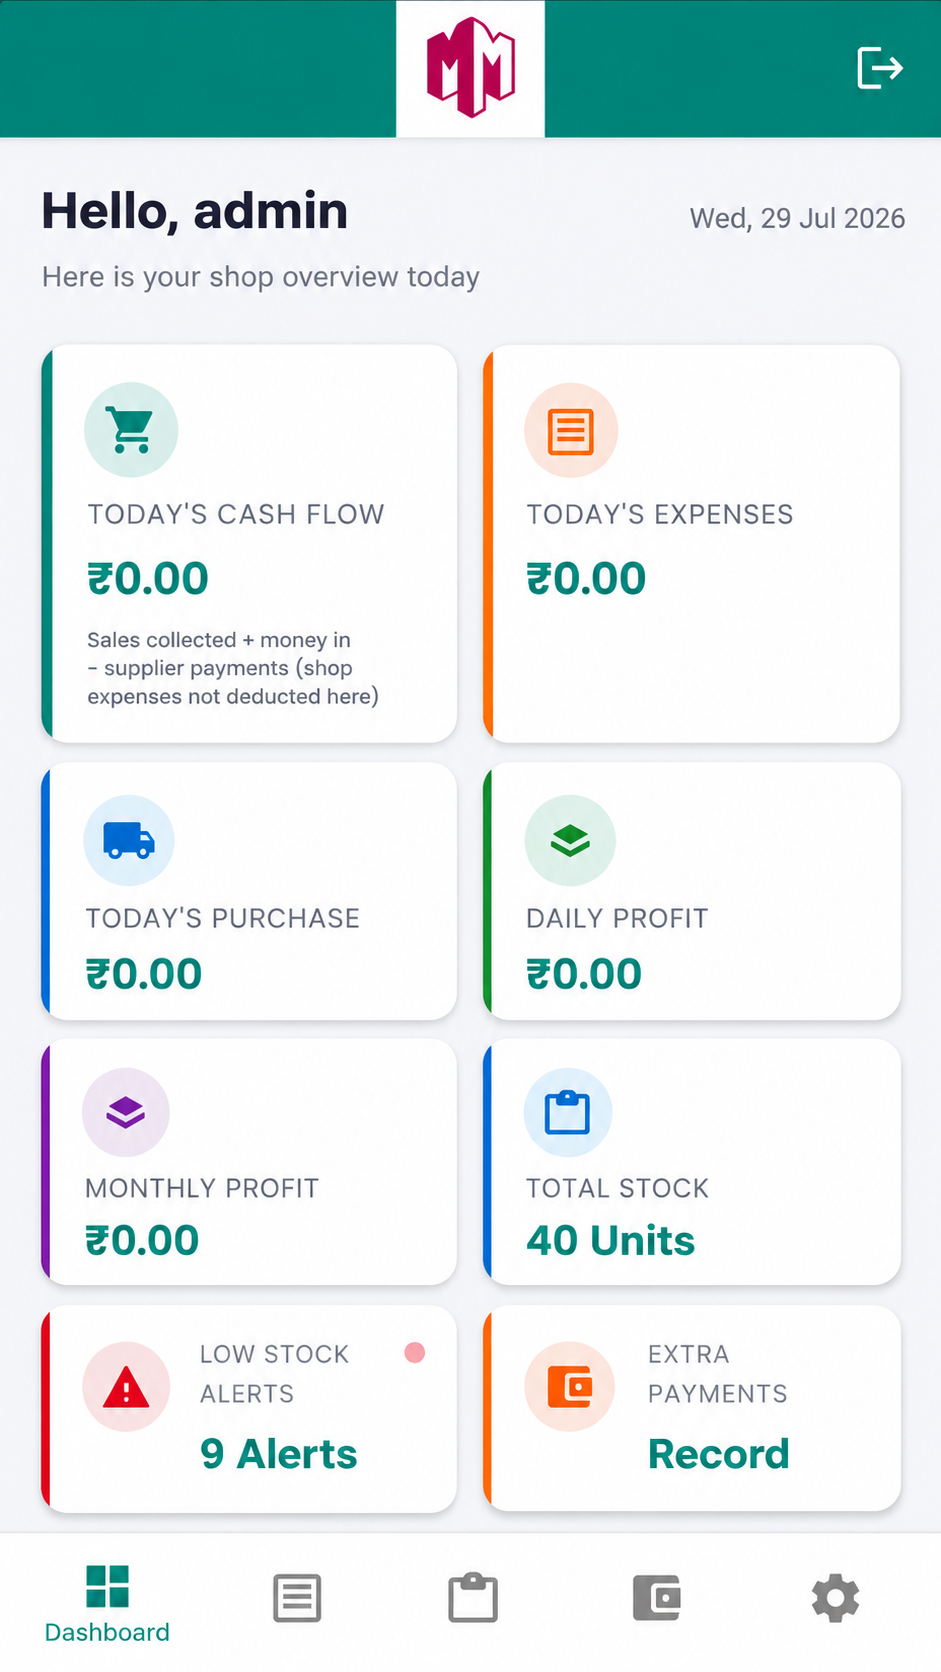 MM
Hello, admin
Wed, 29 Jul 2026
Here is your shop overview today
TODAY'S CASH FLOW
₹0.00
Sales collected + money in
− supplier payments (shop
expenses not deducted here)
TODAY'S EXPENSES
₹0.00
TODAY'S PURCHASE
₹0.00
DAILY PROFIT
₹0.00
MONTHLY PROFIT
₹0.00
TOTAL STOCK
40 Units
LOW STOCK
ALERTS
9 Alerts
EXTRA
PAYMENTS
Record
Dashboard